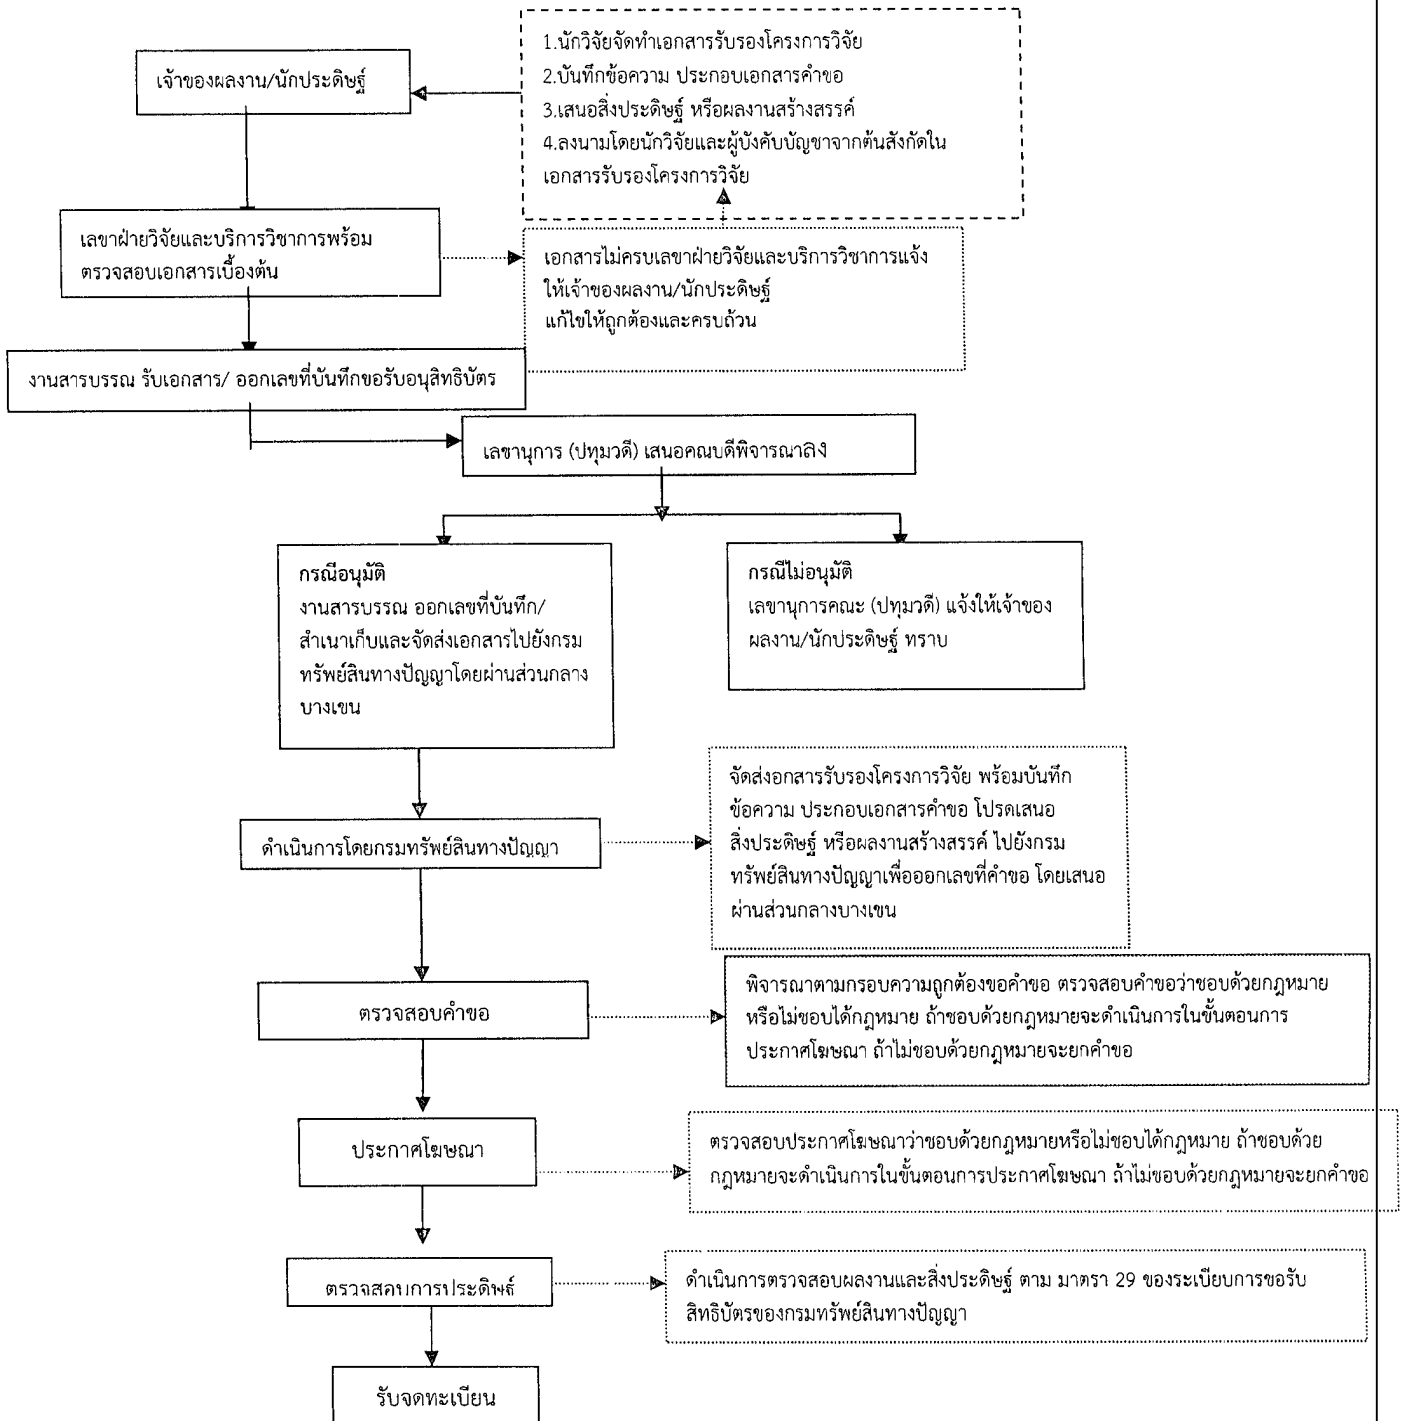 1.นักวิจัยจัดทำเอกสารรับรองโครงการวิจัย
2.บันทึกข้อความ ประกอบเอกสารคำขอ
3.เสนอสิ่งประดิษฐ์ หรือผลงานสร้างสรรค์
4.ลงนามโดยนักวิจัยและผู้บังคับบัญชาจากต้นสังกัดใน
เอกสารรับรองโครงการวิจัย
เจ้าของผลงาน/นักประดิษฐ์
เลขาฝ่ายวิจัยและบริการวิชาการพร้อม
ตรวจสอบเอกสารเบื้องต้น
เอกสารไม่ครบเลขาฝ่ายวิจัยและบริการวิชาการแจ้ง
ให้เจ้าของผลงาน/นักประดิษฐ์
แก้ไขให้ถูกต้องและครบถ้วน
งานสารบรรณ รับเอกสาร/ ออกเลขที่บันทึกขอรับอนุสิทธิบัตร
เลขานุการ (ปทุมวดี) เสนอคณบดีพิจารณาลง
กรณีอนุมัติ
งานสารบรรณ ออกเลขที่บันทึก/
สำเนาเก็บและจัดส่งเอกสารไปยังกรม
ทรัพย์สินทางปัญญาโดยผ่านส่วนกลาง
บางเขน
กรณีไม่อนุมัติ
เลขานุการคณะ (ปทุมวดี) แจ้งให้เจ้าของ
ผลงาน/นักประดิษฐ์ ทราบ
ดำเนินการโดยกรมทรัพย์สินทางปัญญา
จัดส่งอกสารรับรองโครงการวิจัย พร้อมบันทึก
ข้อความ ประกอบเอกสารคำขอ โปรดเสนอ
สิ่งประดิษฐ์ หรือผลงานสร้างสรรค์ ไปยังกรม
ทรัพย์สินทางปัญญาเพื่อออกเลขที่คำขอ โดยเสนอ
ผ่านส่วนกลางบางเขน
ตรวจสอบคำขอ
พิจารณาตามกรอบความถูกต้องขอคำขอ ตรวจสอบคำขอว่าชอบด้วยกฎหมาย
หรือไม่ชอบได้กฎหมาย ถ้าชอบด้วยกฎหมายจะดำเนินการในขั้นตอนการ
ประกาศโฆษณา ถ้าไม่ชอบด้วยกฎหมายจะยกคำขอ
ประกาศโฆษณา
ตรวจสอบประกาศโฆษณาว่าชอบด้วยกฎหมายหรือไม่ชอบได้กฎหมาย ถ้าชอบด้วย
กฎหมายจะดำเนินการในขั้นตอนการประกาศโฆษณา ถ้าไม่ชอบด้วยกฎหมายจะยกคำขอ
ตรวจสอบการประดิษฐ์
ดำเนินการตรวจสอบผลงานและสิ่งประดิษฐ์ ตาม มาตรา 29 ของระเบียบการขอรับ
สิทธิบัตรของกรมทรัพย์สินทางปัญญา
รับจดทะเบียน